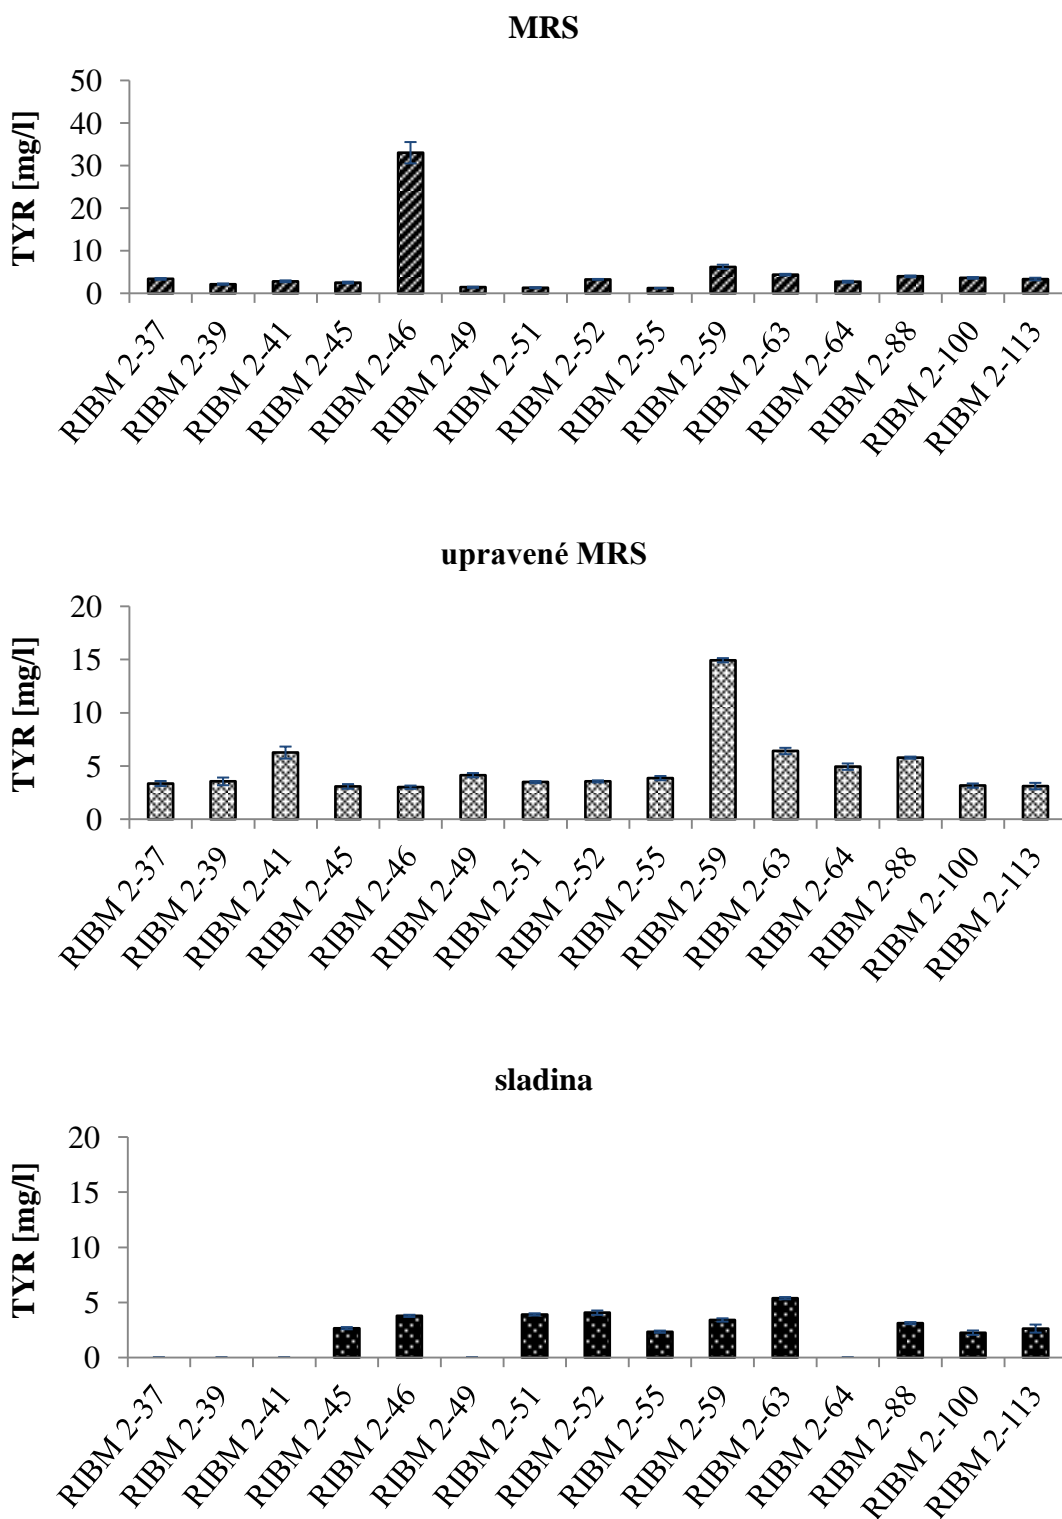 MRS
TYR [mg/l]
50
40
30
20
10
0
RIBM 2-37
RIBM 2-39
RIBM 2-41
RIBM 2-45
RIBM 2-46
RIBM 2-49
RIBM 2-51
RIBM 2-52
RIBM 2-55
RIBM 2-59
RIBM 2-63
RIBM 2-64
RIBM 2-88
RIBM 2-100
RIBM 2-113
upravené MRS
TYR [mg/l]
20
15
10
5
0
RIBM 2-37
RIBM 2-39
RIBM 2-41
RIBM 2-45
RIBM 2-46
RIBM 2-49
RIBM 2-51
RIBM 2-52
RIBM 2-55
RIBM 2-59
RIBM 2-63
RIBM 2-64
RIBM 2-88
RIBM 2-100
RIBM 2-113
sladina
TYR [mg/l]
20
15
10
5
0
RIBM 2-37
RIBM 2-39
RIBM 2-41
RIBM 2-45
RIBM 2-46
RIBM 2-49
RIBM 2-51
RIBM 2-52
RIBM 2-55
RIBM 2-59
RIBM 2-63
RIBM 2-64
RIBM 2-88
RIBM 2-100
RIBM 2-113